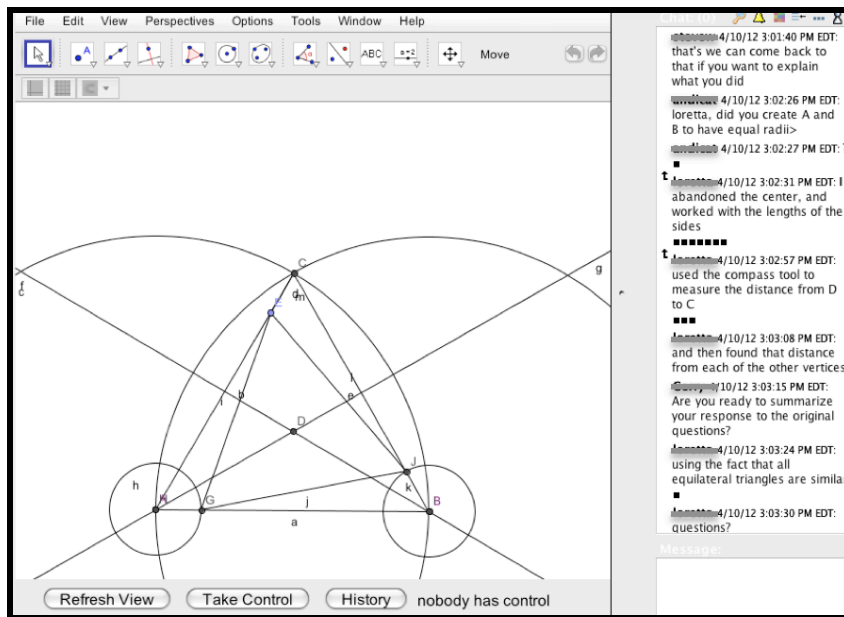 File Edit View Perspectives Options Tools Window Help
A
ABC
a=2
Move
C
E
d
m
f
c
g
l
i
b
e
D
h
H
G
J
k
B
j
a
Refresh View
Take Control
History
nobody has control
Chat: (0)
4/10/12 3:01:40 PM EDT:
that's we can come back to
that if you want to explain
what you did
4/10/12 3:02:26 PM EDT:
loretta, did you create A and
B to have equal radii>
4/10/12 3:02:27 PM EDT:
4/10/12 3:02:31 PM EDT: I
abandoned the center, and
worked with the lengths of the
sides
4/10/12 3:02:57 PM EDT:
used the compass tool to
measure the distance from D
to C
4/10/12 3:03:08 PM EDT:
and then found that distance
from each of the other vertices
4/10/12 3:03:15 PM EDT:
Are you ready to summarize
your response to the original
questions?
4/10/12 3:03:24 PM EDT:
using the fact that all
equilateral triangles are simila
4/10/12 3:03:30 PM EDT:
questions?
Message: